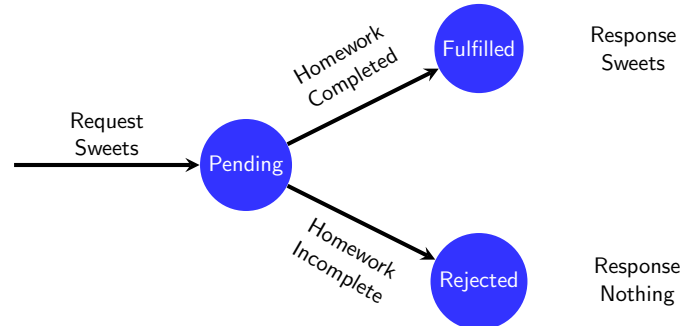 Request
Sweets
Pending
Homework
Completed
Fulfilled
Response
Sweets
Homework
Incomplete
Rejected
Response
Nothing